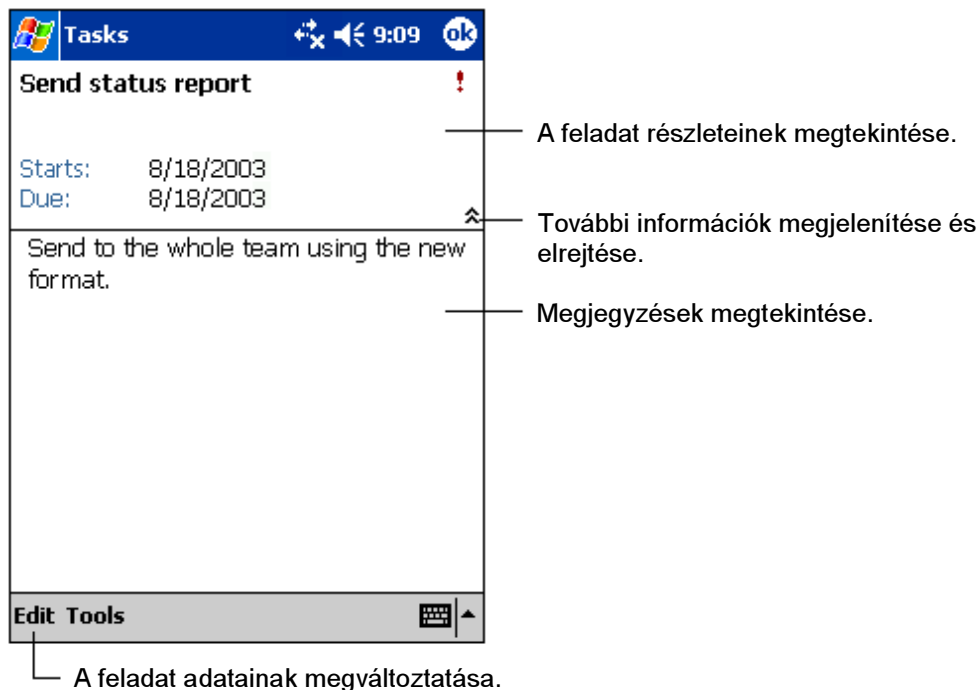 Tasks 9:09 ok
Send status report !
A feladat részleteinek megtekintése.
Starts: 8/18/2003
Due: 8/18/2003
További információk megjelenítése és
elrejtése.
Send to the whole team using the new
format.
Megjegyzések megtekintése.
Edit Tools
A feladat adatainak megváltoztatása.